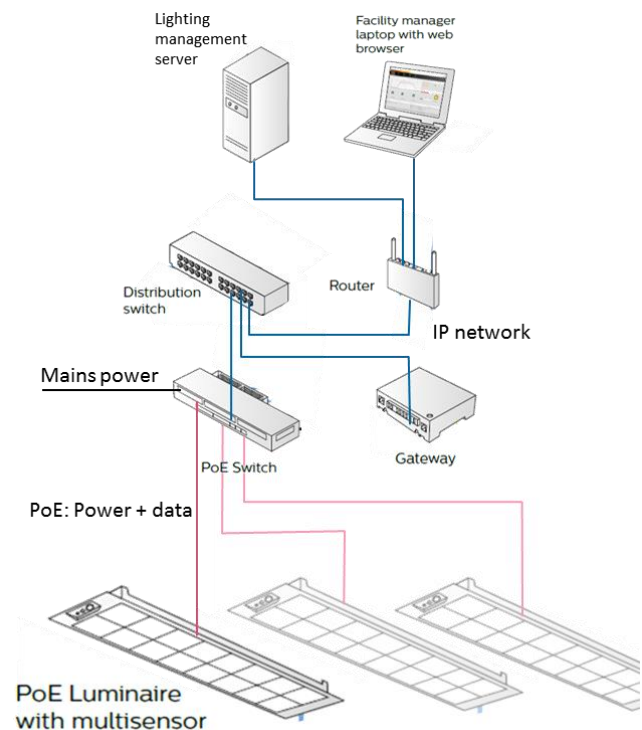 Lighting
management
server
Facility manager
laptop with web
browser
Distribution
switch
Router
IP network
Mains power
PoE Switch
Gateway
PoE: Power + data
PoE Luminaire
with multisensor